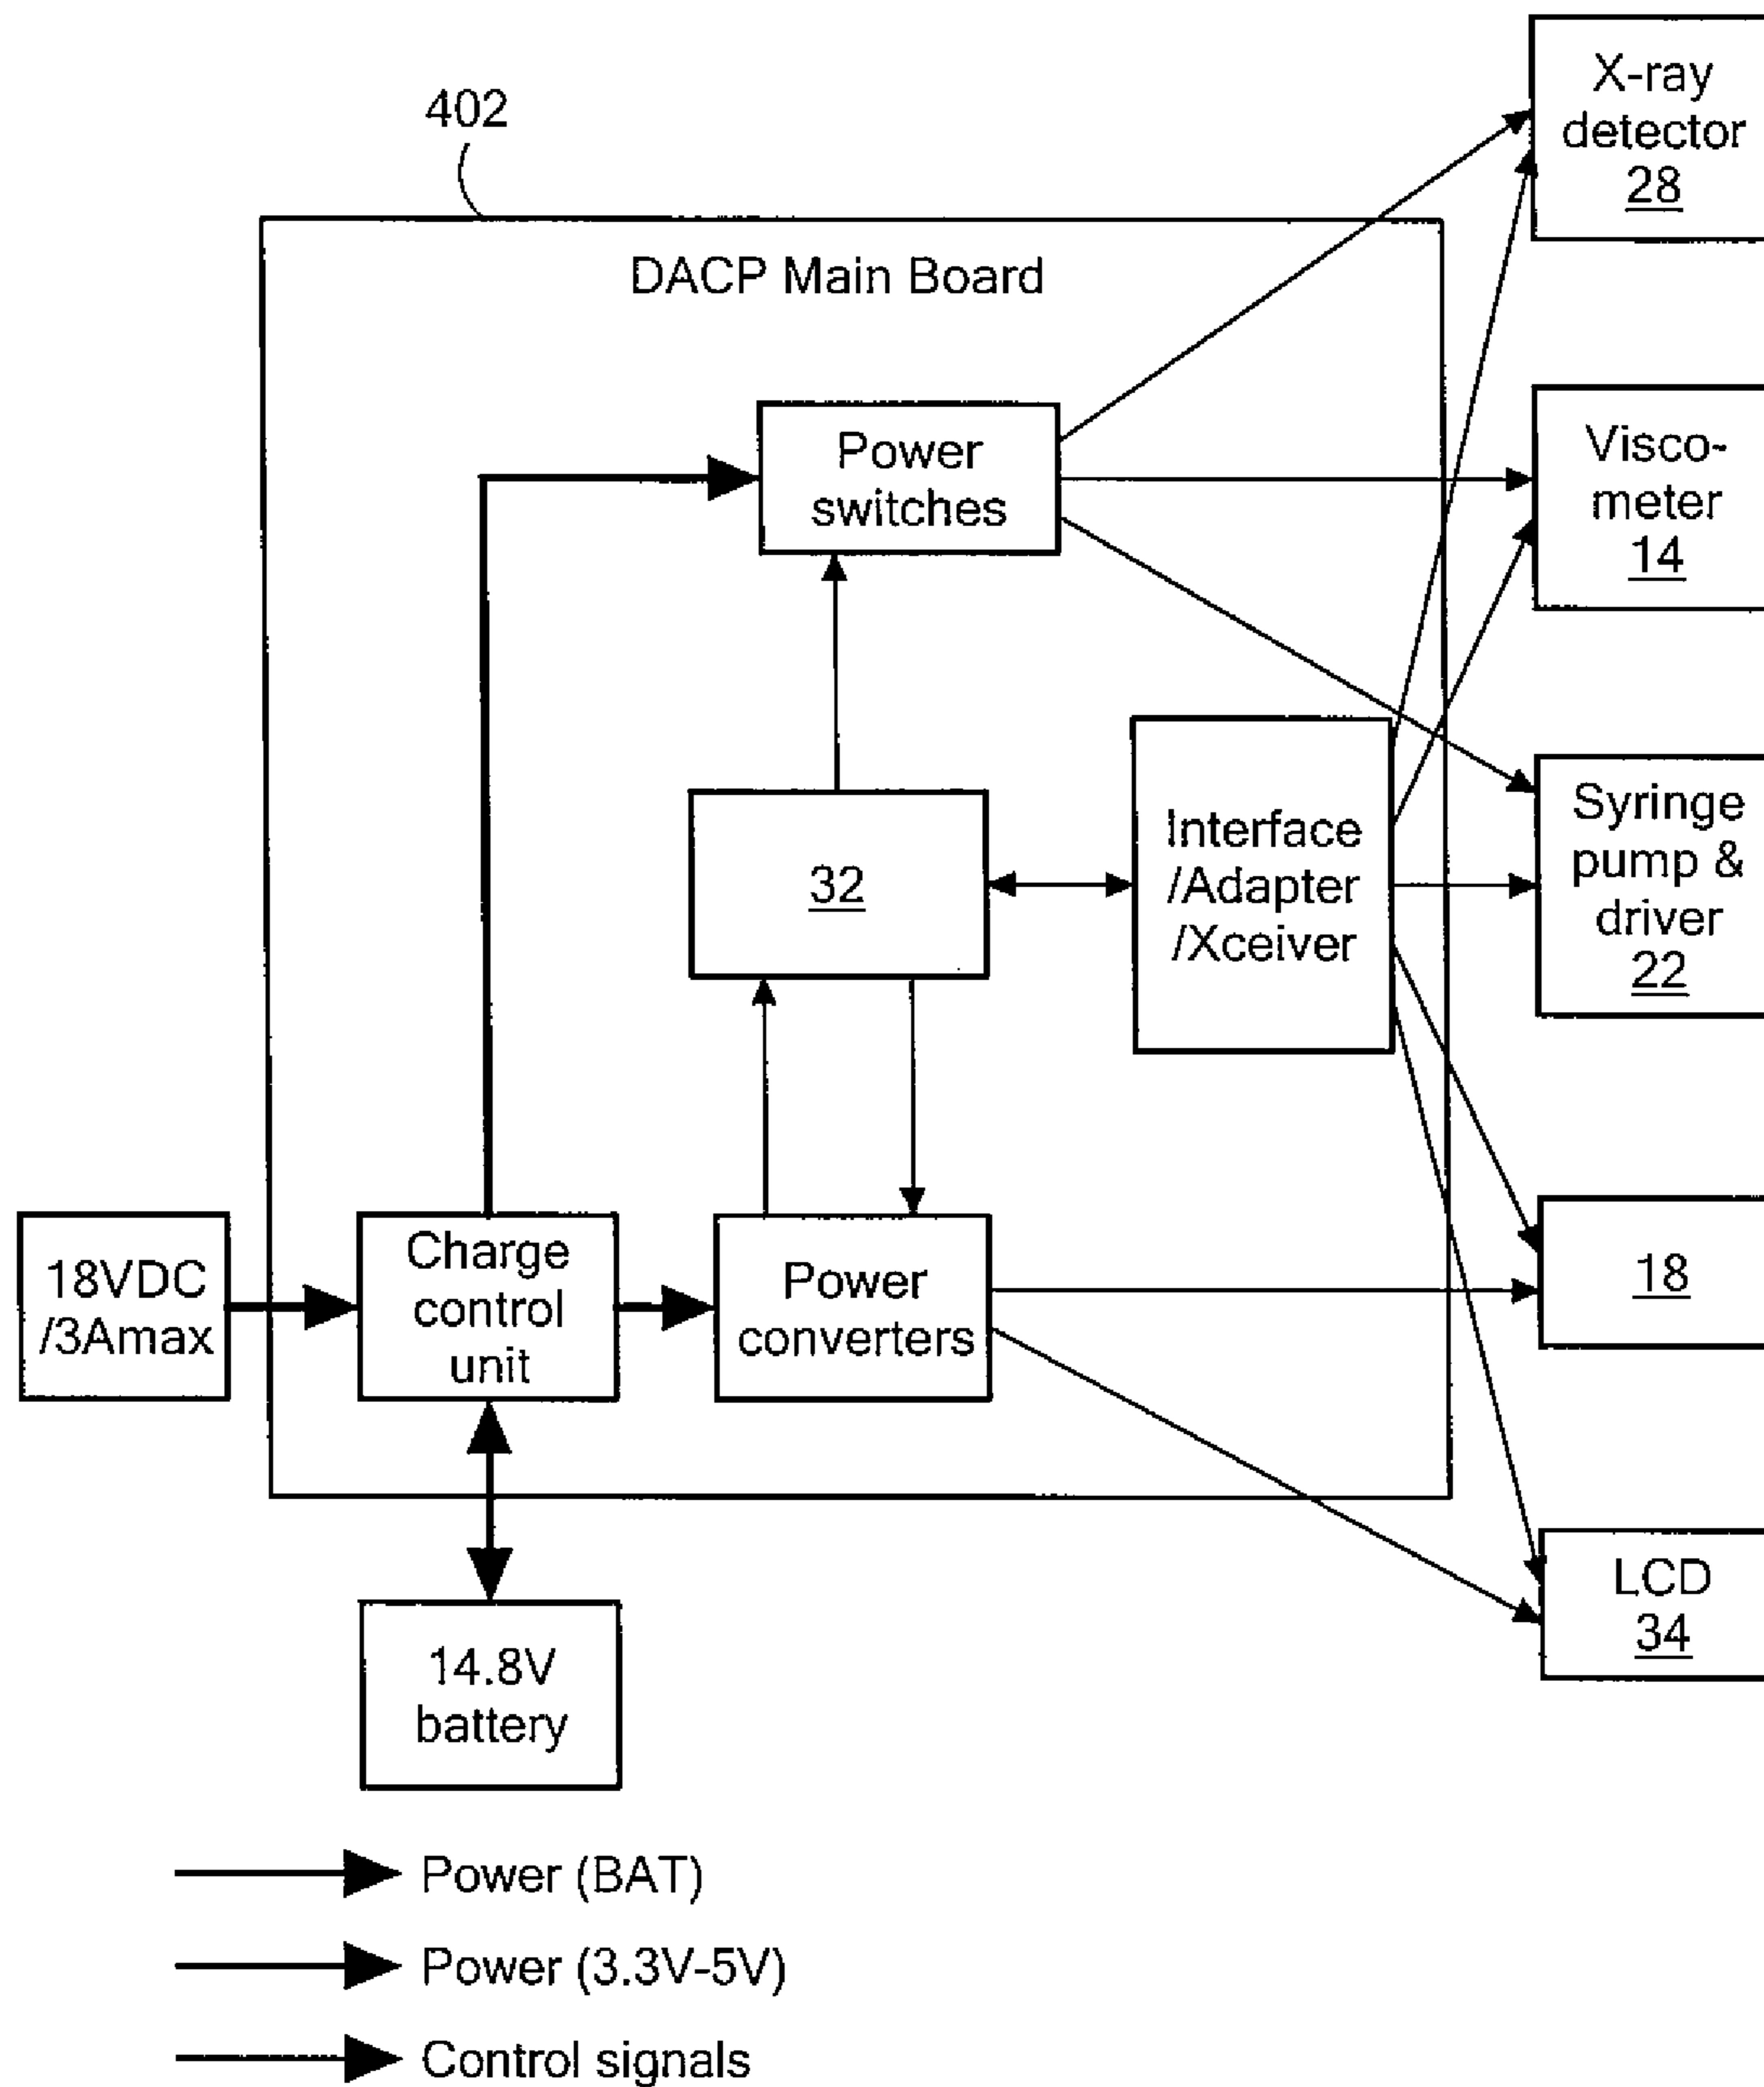 402
DACP Main Board
X-ray
detector
28
Power
switches
Visco-
meter
14
32
Interface
/Adapter
/Xceiver
Syringe
pump &
driver
22
18VDC
/3Amax
Charge
control
unit
Power
converters
18
14.8V
battery
LCD
34
Power (BAT)
Power (3.3V-5V)
Control signals